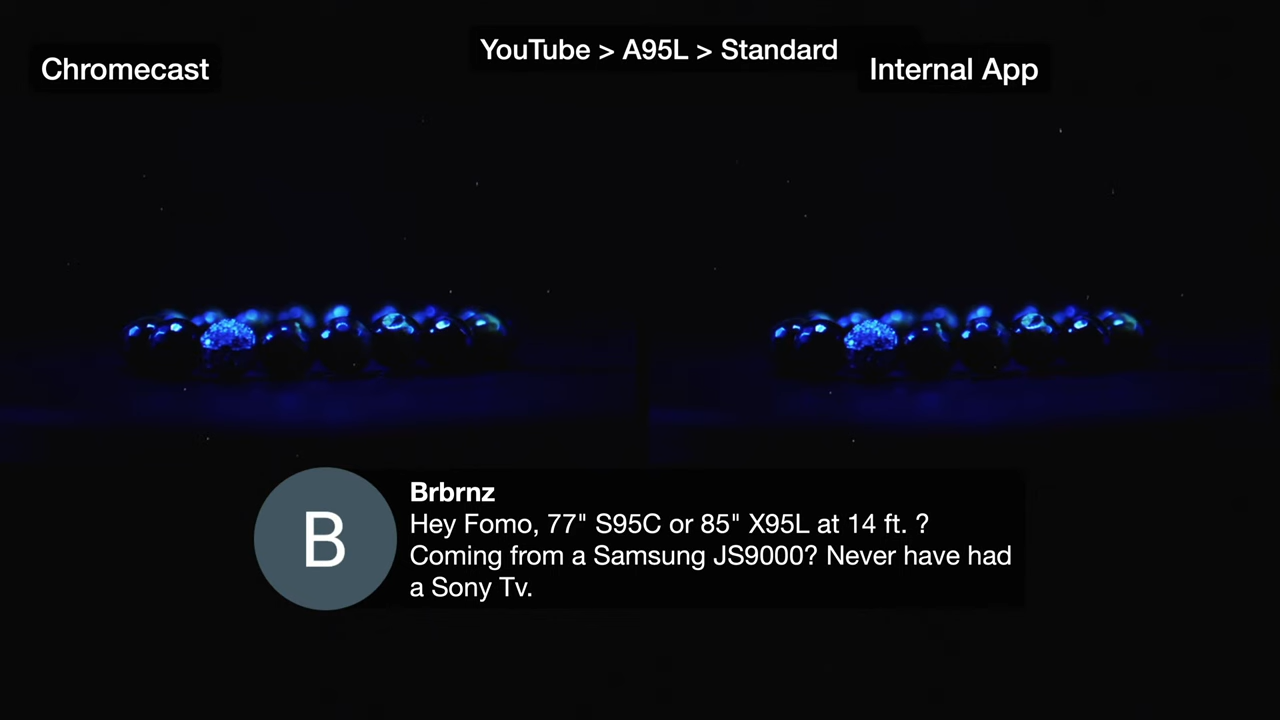 YouTube > A95L > Standard
Chromecast
Internal App
B
Brbrnz
Hey Fomo, 77" S95C or 85" X95L at 14 ft. ?
Coming from a Samsung JS9000? Never have had
a Sony Tv.